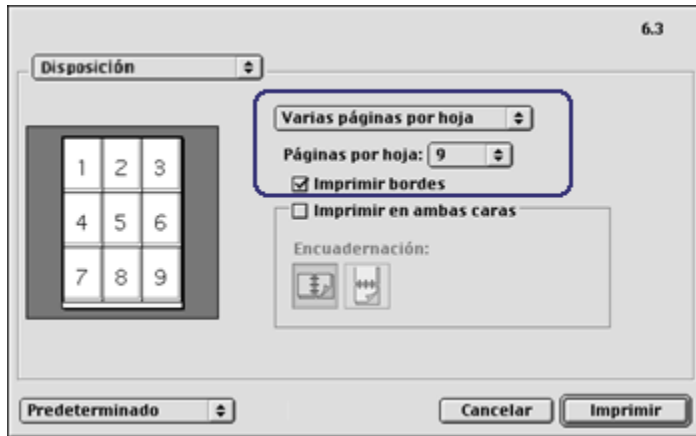 6.3
Disposición
Varias páginas por hoja
Páginas por hoja: 9
Imprimir bordes
Imprimir en ambas caras
Encuadernación:
1 2 3
4 5 6
7 8 9
Predeterminado
Cancelar
Imprimir